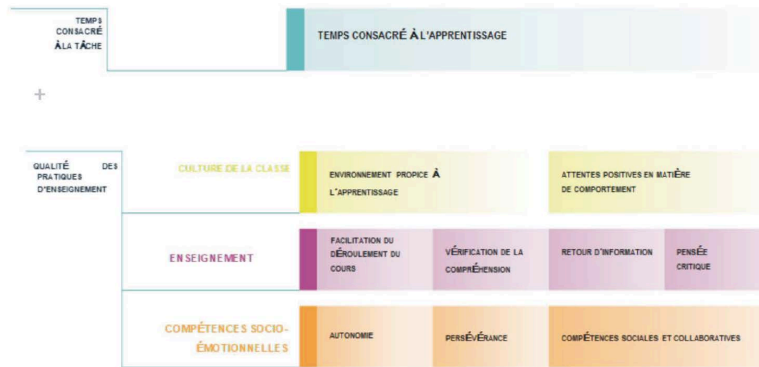 TEMPS
CONSACRÉ
À LA TÂCHE
TEMPS CONSACRÉ À L'APPRENTISSAGE
+
QUALITÉ DES
PRATIQUES
D'ENSEIGNEMENT
CULTURE DE LA CLASSE
ENVIRONNEMENT PROPICE À
L'APPRENTISSAGE
ATTENTES POSITIVES EN MATIÈRE
DE COMPORTEMENT
ENSEIGNEMENT
FACILITATION DU
DÉROULEMENT DU
COURS
VÉRIFICATION DE LA
COMPRÉHENSION
RETOUR D'INFORMATION
PENSÉE
CRITIQUE
COMPÉTENCES SOCIO-
ÉMOTIONNELLES
AUTONOMIE
PERSÉVÉRANCE
COMPÉTENCES SOCIALES ET COLLABORATIVES